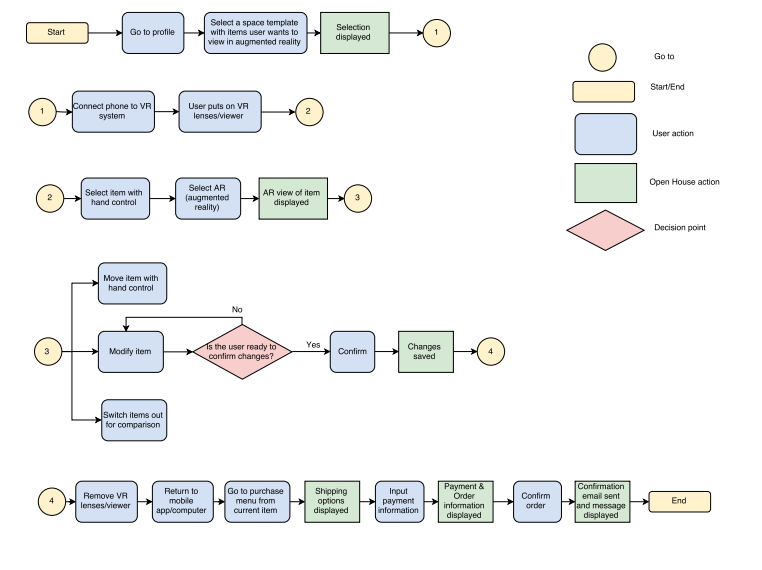 Start
Go to profile
Select a space template
with items user wants to
view in augmented reality
Selection
displayed
1
Go to
Start/End
User action
Open House action
Decision point
1
Connect phone to VR
system
User puts on VR
lenses/viewer
2
2
Select item with
hand control
Select AR
(augmented
reality)
AR view of item
displayed
3
Move item with
hand control
No
3
Modify item
Is the user ready to
confirm changes?
Yes
Confirm
Changes
saved
4
Switch items out
for comparison
4
Remove VR
lenses/viewer
Return to
mobile
app/computer
Go to purchase
menu from
current item
Shipping
options
displayed
Input
payment
information
Payment &
Order
information
displayed
Confirm
order
Confirmation
email sent
and message
displayed
End